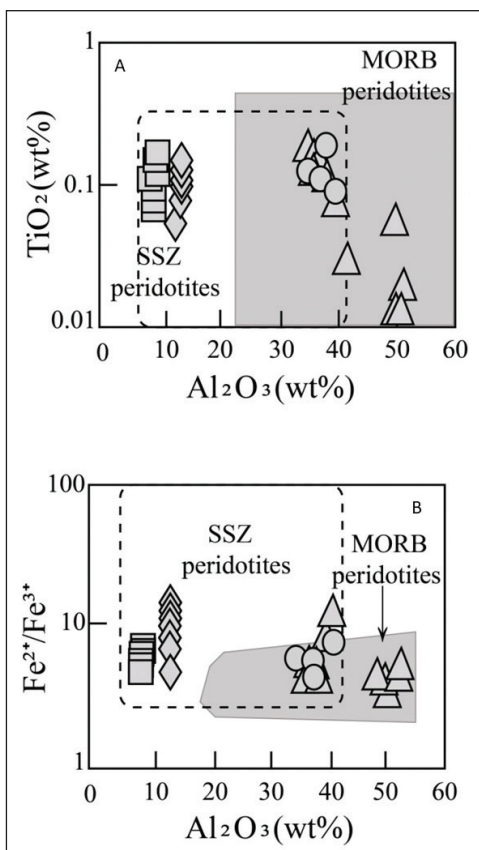 A
MORB
peridotites
1
0.1
0.01
TiO₂(wt%)
SSZ
peridotites
0 10 20 30 40 50 60
Al₂O₃(wt%)
B
100
10
1
Fe²⁺/Fe³⁺
SSZ
peridotites
MORB
peridotites
0 10 20 30 40 50 60
Al₂O₃(wt%)